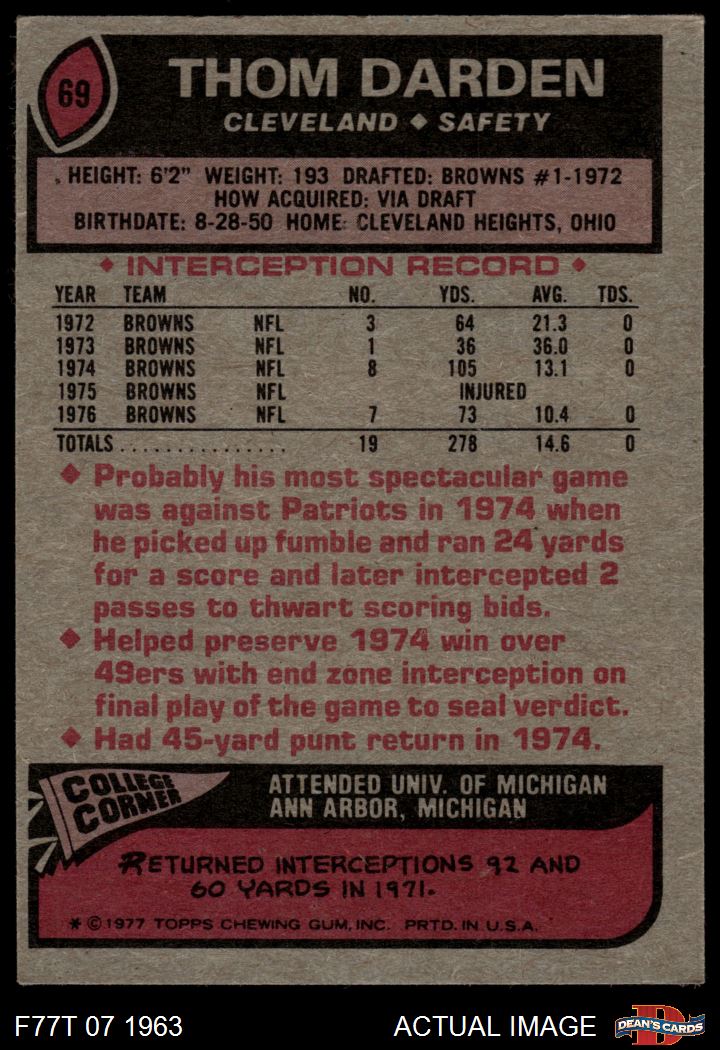 69
THOM DARDEN
CLEVELAND ◆ SAFETY
HEIGHT: 6'2" WEIGHT: 193 DRAFTED: BROWNS #1-1972
HOW ACQUIRED: VIA DRAFT
BIRTHDATE: 8-28-50 HOME: CLEVELAND HEIGHTS, OHIO
◆ INTERCEPTION RECORD ◆
YEAR TEAM NO. YDS. AVG. TDS.
1972 BROWNS NFL 3 64 21.3 0
1973 BROWNS NFL 1 36 36.0 0
1974 BROWNS NFL 8 105 13.1 0
1975 BROWNS NFL INJURED
1976 BROWNS NFL 7 73 10.4 0
TOTALS................ 19 278 14.6 0
◆ Probably his most spectacular game
was against Patriots in 1974 when
he picked up fumble and ran 24 yards
for a score and later intercepted 2
passes to thwart scoring bids.
◆ Helped preserve 1974 win over
49ers with end zone interception on
final play of the game to seal verdict.
◆ Had 45-yard punt return in 1974.
COLLEGE
CORNER
ATTENDED UNIV. OF MICHIGAN
ANN ARBOR, MICHIGAN
RETURNED INTERCEPTIONS 92 AND
60 YARDS IN 1971.
* © 1977 TOPPS CHEWING GUM, INC. PRTD. IN U.S.A.
F77T 07 1963 ACTUAL IMAGE
D
DEAN'S CARDS